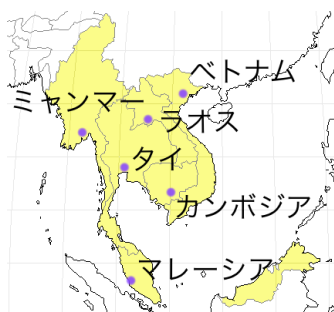 ベトナム
ミャンマー
ラオス
タイ
カンボジア
マレーシア